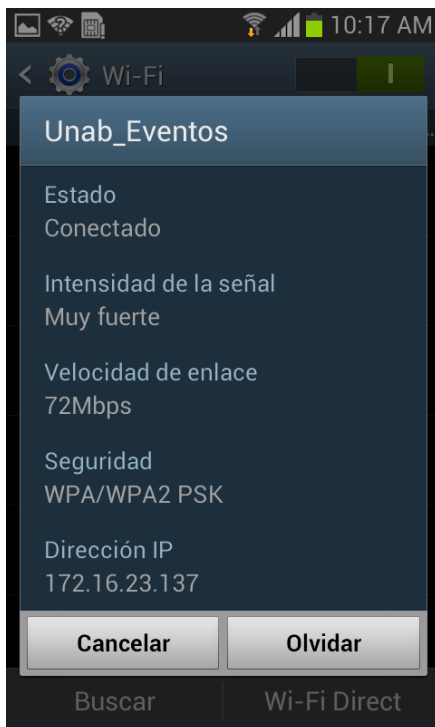 10:17 AM
Wi-Fi
Unab_Eventos
Estado
Conectado
Intensidad de la señal
Muy fuerte
Velocidad de enlace
72Mbps
Seguridad
WPA/WPA2 PSK
Dirección IP
172.16.23.137
Cancelar
Olvidar
Buscar
Wi-Fi Direct